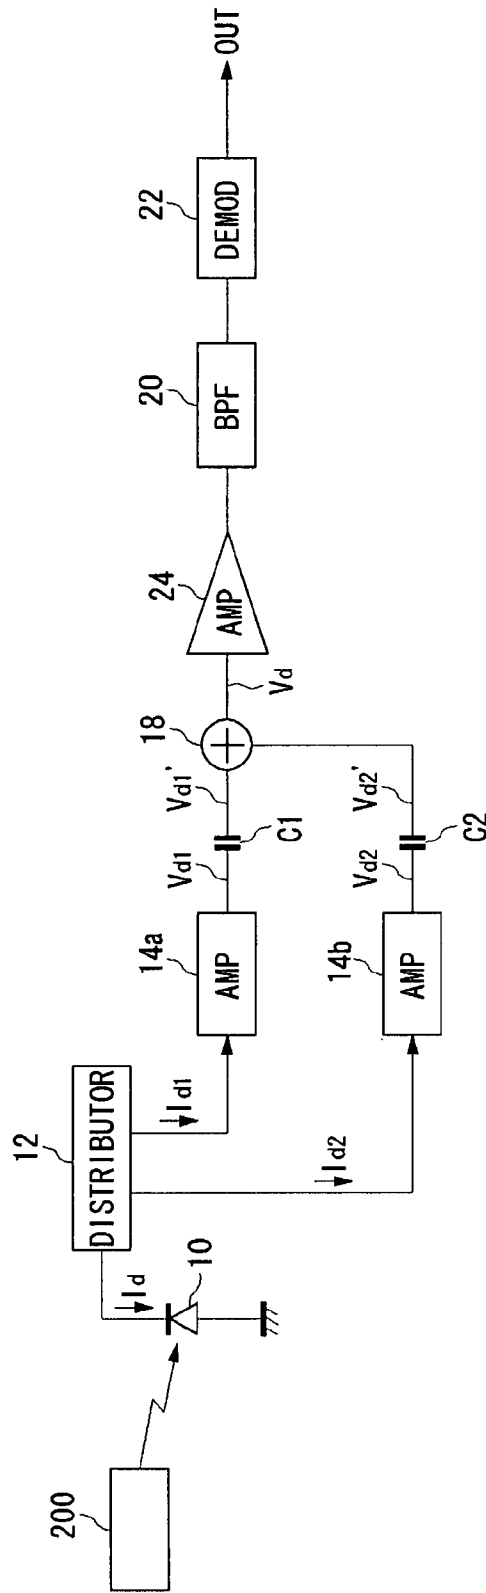 200
Id
10
12
DISTRIBUTOR
Id1
Id2
14a
AMP
14b
AMP
Vd1
Vd1'
C1
Vd2
Vd2'
C2
18
+
Vd
24
AMP
20
BPF
22
DEMOD
OUT